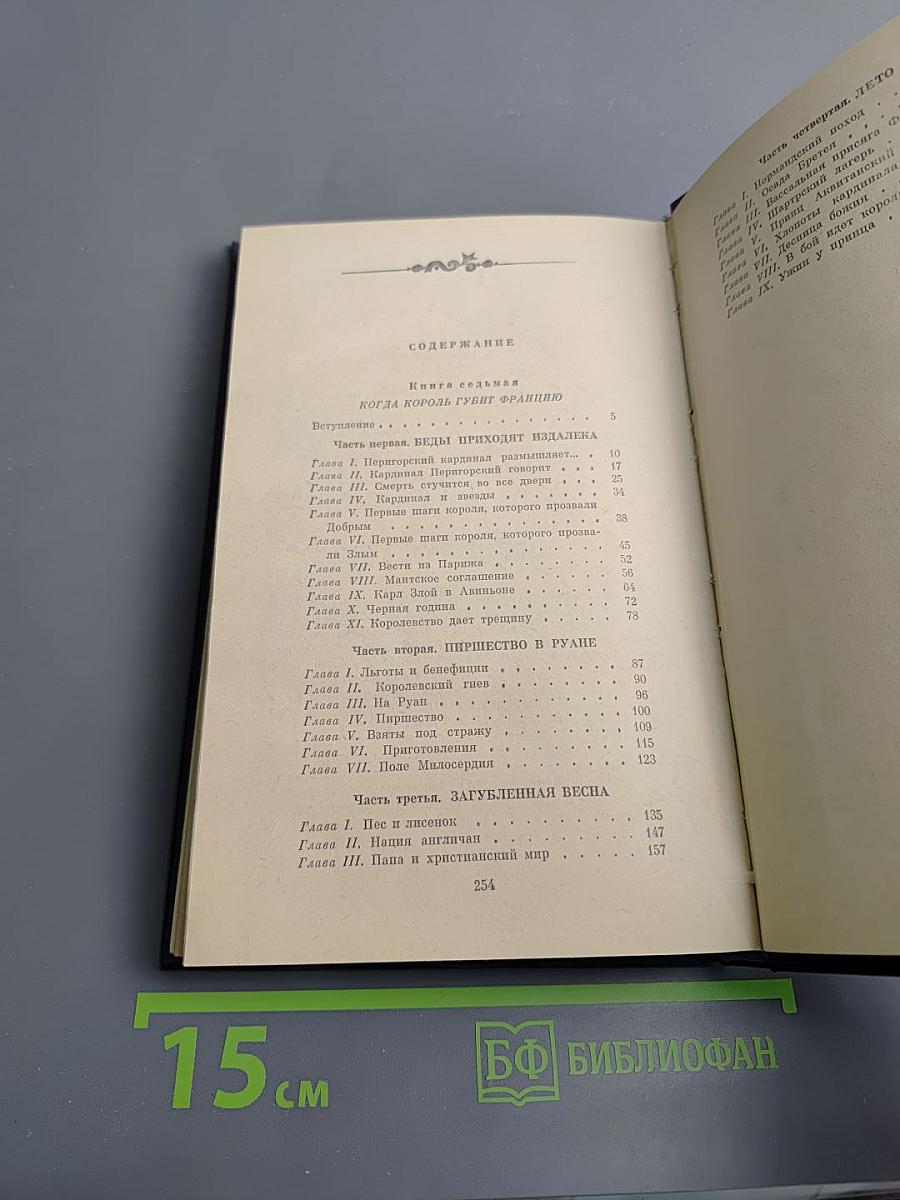 СОДЕРЖАНИЕ
Книга седьмая
КОГДА КОРОЛЬ ГУБИТ ФРАНЦИЮ
Вступление . . . . . . . . . . . . . . . 5
Часть первая. БЕДЫ ПРИХОДЯТ ИЗДАЛЕКА
Глава I. Перигорский кардинал размышляет... . 10
Глава II. Кардинал Перигорский говорит . . . 17
Глава III. Смерть стучится во все двери . . . 25
Глава IV. Кардинал и звезды . . . . . . . 34
Глава V. Первые шаги короля, которого прозвали
Добрым . . . . . . . . . . . . . . . 38
Глава VI. Первые шаги короля, которого прозва-
ли Злым . . . . . . . . . . . . . . 45
Глава VII. Вести из Парижа . . . . . . . . 52
Глава VIII. Мантское соглашение . . . . . . 56
Глава IX. Карл Злой в Авиньоне . . . . . . 64
Глава X. Черная година . . . . . . . . . . 72
Глава XI. Королевство дает трещину . . . . . 78
Часть вторая. ПИРШЕСТВО В РУАНЕ
Глава I. Льготы и бенефиции . . . . . . . . 87
Глава II. Королевский гнев . . . . . . . . 90
Глава III. На Руан . . . . . . . . . . . 96
Глава IV. Пиршество . . . . . . . . . . 100
Глава V. Взяты под стражу . . . . . . . . 109
Глава VI. Приготовления . . . . . . . . . 115
Глава VII. Поле Милосердия . . . . . . . . 123
Часть третья. ЗАГУБЛЕННАЯ ВЕСНА
Глава I. Пес и лисенок . . . . . . . . . . 135
Глава II. Нация англичан . . . . . . . . . 147
Глава III. Папа и христианский мир . . . . . 157
254
Часть четвертая. ЛЕТО
Глава I. Нормандский поход . .
Глава II. Осада Бретея . . .
Глава III. Вассальная присяга Ф
Глава IV. Шартрский лагерь .
Глава V. Принц Аквитанский
Глава VI. Хлопоты кардинала
Глава VII. Десница божия . .
Глава VIII. В бой идет корол
Глава IX. Ужин у принца .
15 см
БФ БИБЛИОФАН